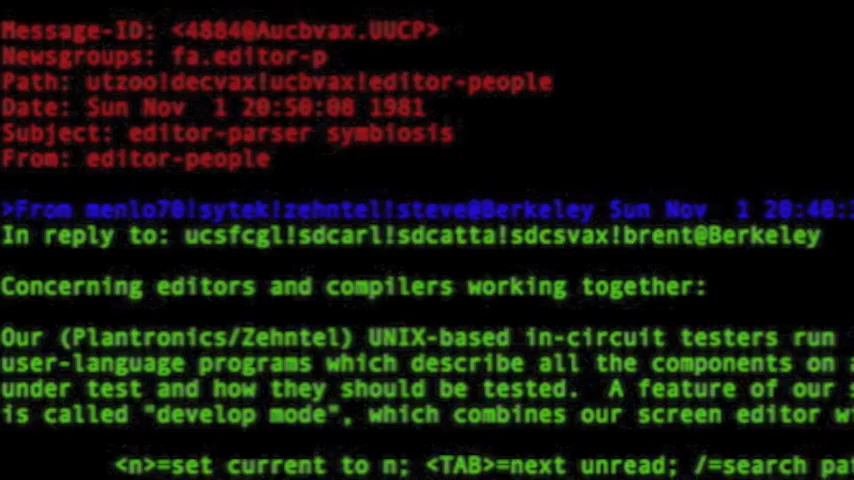 Message-ID: <4884@Aucbvax.UUCP>
Newsgroups: fa.editor-p
Path: utzoo!decvax!ucbvax!editor-people
Date: Sun Nov  1 20:50:08 1981
Subject: editor-parser symbiosis
From: editor-people
>From menlo70!sytek!zehntel!steve@Berkeley Sun Nov  1 20:40:3
In reply to: ucsfcgl!sdcarl!sdcatta!sdcsvax!brent@Berkeley
Concerning editors and compilers working together:
Our (Plantronics/Zehntel) UNIX-based in-circuit testers run
user-language programs which describe all the components on a
under test and how they should be tested.  A feature of our s
is called "develop mode", which combines our screen editor w
<n>=set current to n; <TAB>=next unread; /=search pat